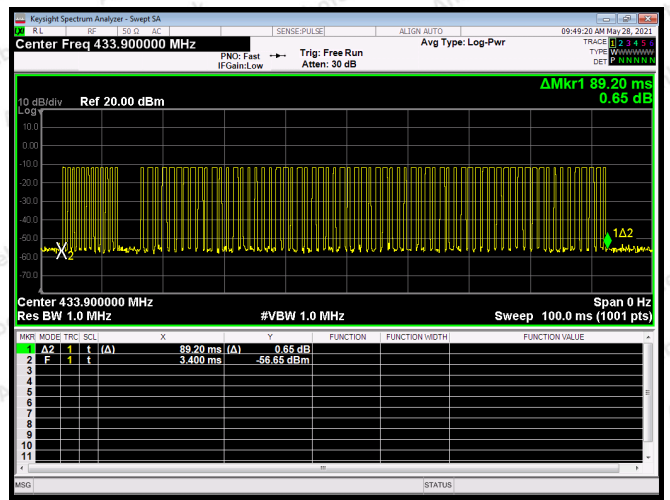 Keysight Spectrum Analyzer - Swept SA
RL RF 50 Ω AC SENSE:PULSE ALIGN AUTO 09:49:20 AM May 28, 2021
Center Freq 433.900000 MHz Avg Type: Log-Pwr TRACE 1 2 3 4 5 6
PNO: Fast Trig: Free Run TYPE W
IFGain:Low Atten: 30 dB DET P N N N N N
ΔMkr1 89.20 ms
10 dB/div Ref 20.00 dBm 0.65 dB
Log
10.0
0.00
-10.0
-20.0
-30.0
-40.0
-50.0
-60.0
-70.0
1Δ2
2
Center 433.900000 MHz Span 0 Hz
Res BW 1.0 MHz #VBW 1.0 MHz Sweep 100.0 ms (1001 pts)
MKR MODE TRC SCL X Y FUNCTION FUNCTION WIDTH FUNCTION VALUE
1 Δ2 1 t (Δ) 89.20 ms (Δ) 0.65 dB
2 F 1 t 3.400 ms -56.65 dBm
3
4
5
6
7
8
9
10
11
MSG STATUS